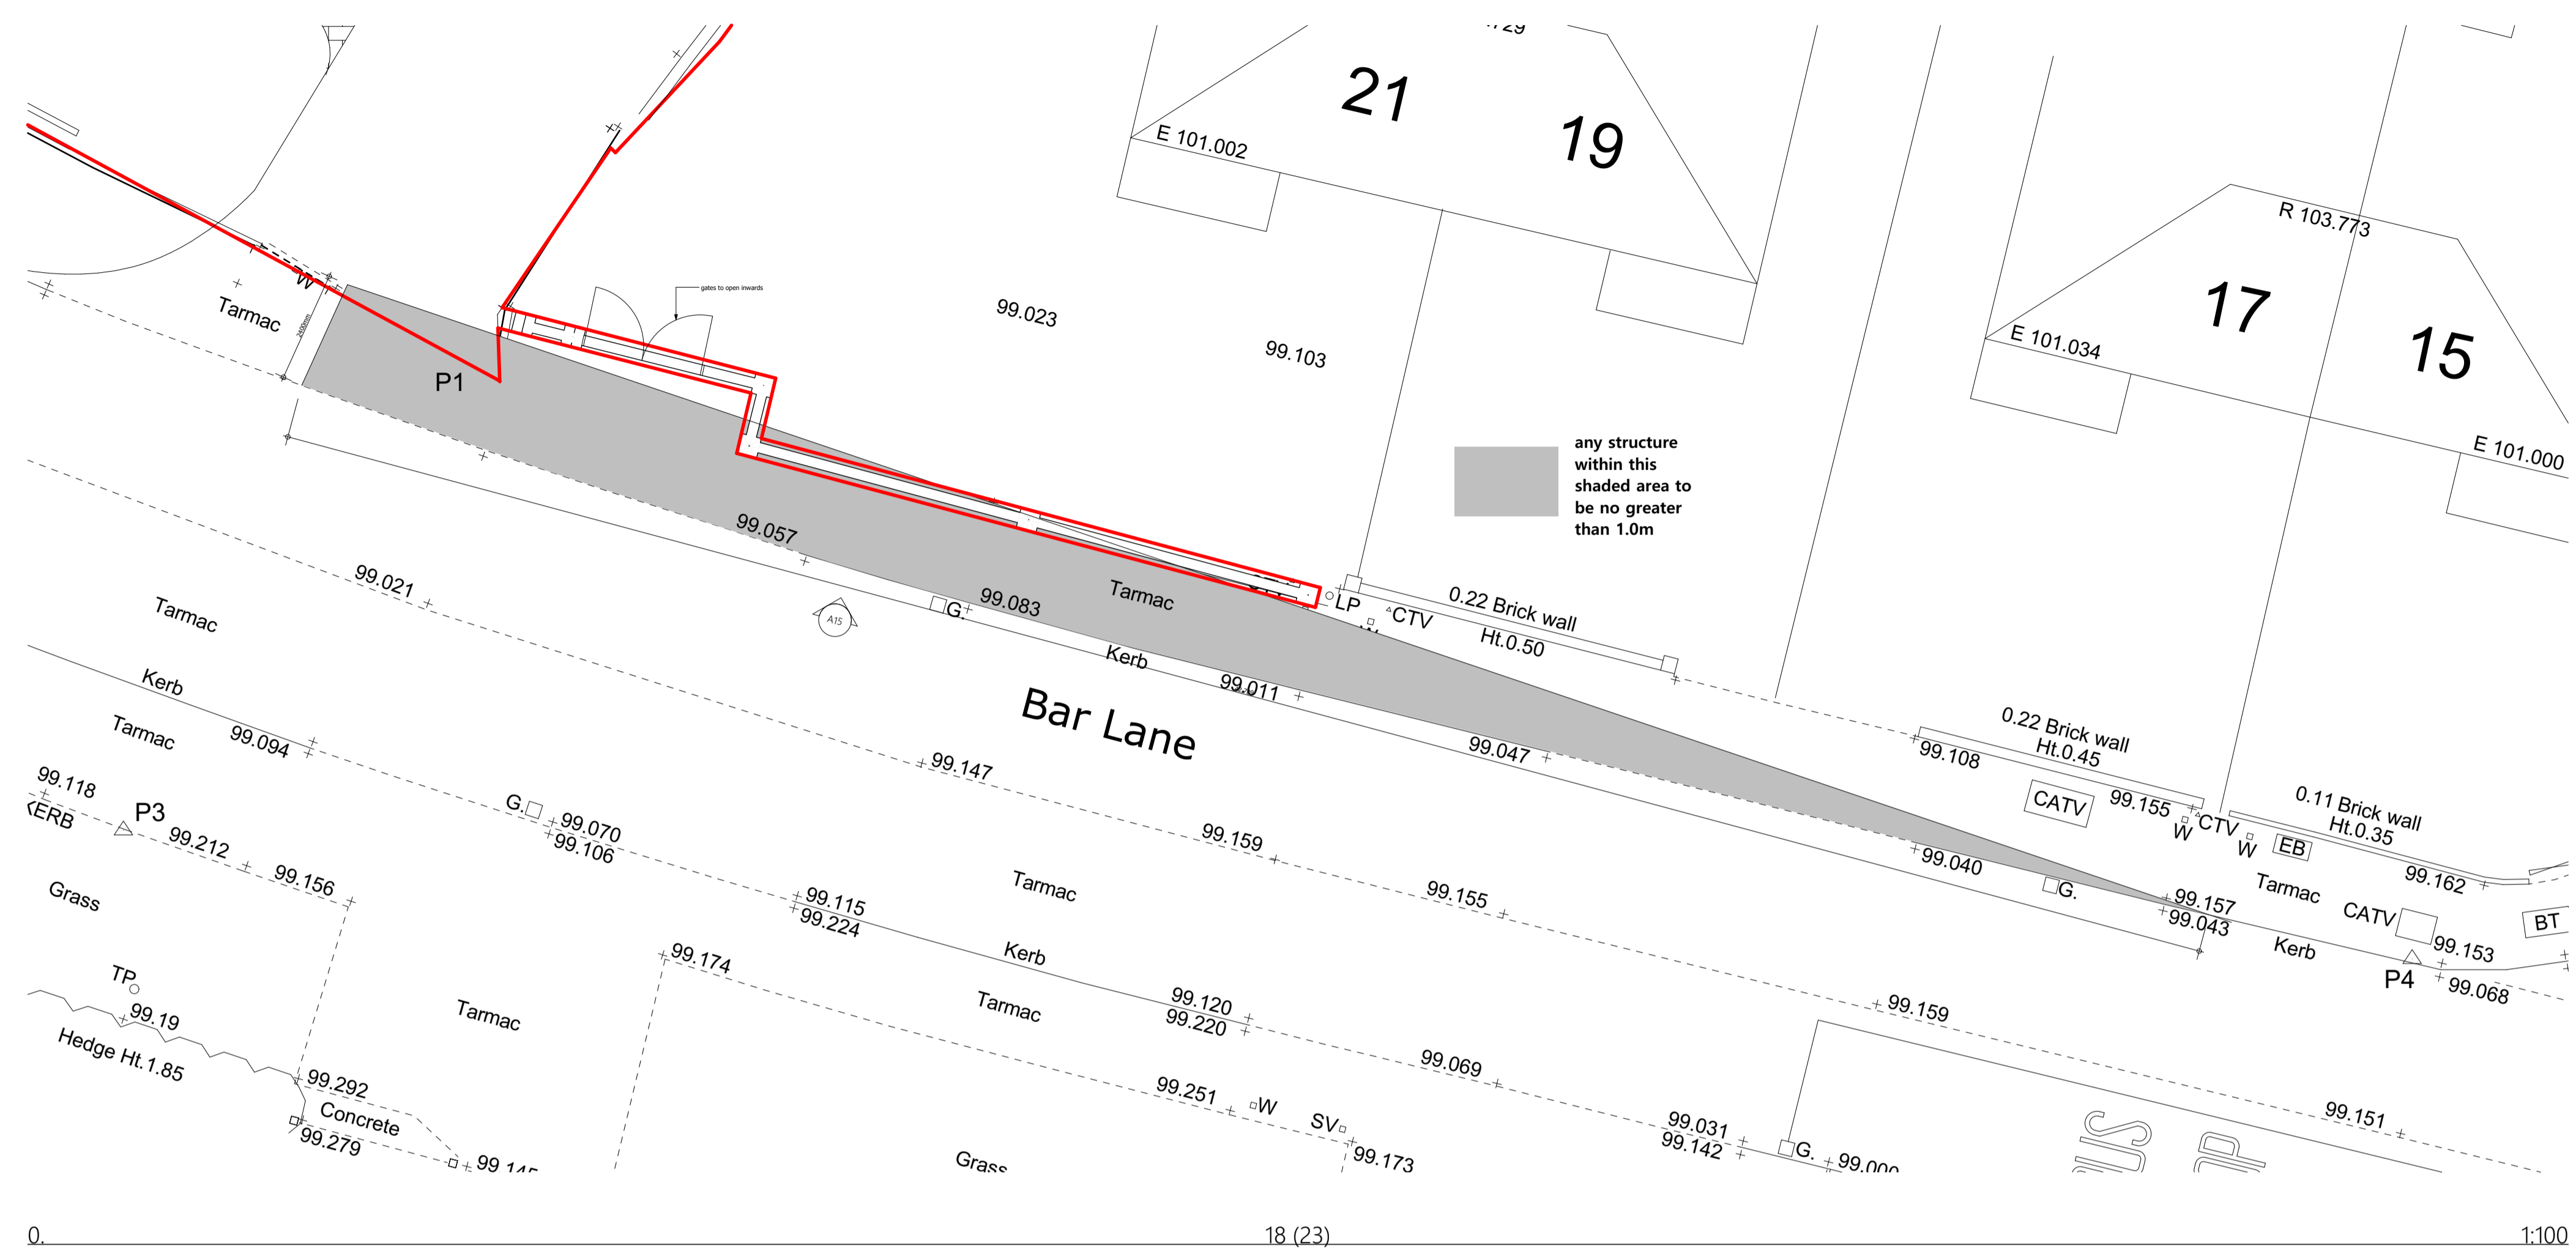 21
19
E 101.002
R 103.773
17
15
E 101.034
E 101.000
gates to open inwards
99.023
99.103
W
Tarmac
2400mm
P1
any structure
within this
shaded area to
be no greater
than 1.0m
99.057
99.021
Tarmac
99.083
G.
A15
Tarmac
LP
CTV
0.22 Brick wall
Ht.0.50
Kerb
Kerb
99.011
Bar Lane
Tarmac
99.094
99.047
0.22 Brick wall
Ht.0.45
99.108
CATV
99.155
CTV
W
W
EB
0.11 Brick wall
Ht.0.35
99.162
99.118
KERB
P3
99.212
G.
99.070
99.106
99.147
99.159
99.040
G.
99.157
99.043
Tarmac
CATV
BT
Kerb
99.153
P4
99.068
99.156
Grass
Tarmac
99.115
99.224
99.155
99.174
Kerb
TP
99.19
Hedge Ht.1.85
Tarmac
Tarmac
99.120
99.220
99.159
99.292
Concrete
99.279
99.069
99.251
W
SV
99.173
99.031
99.142
G.
99.151
Grass
0.
18 (23)
1:100